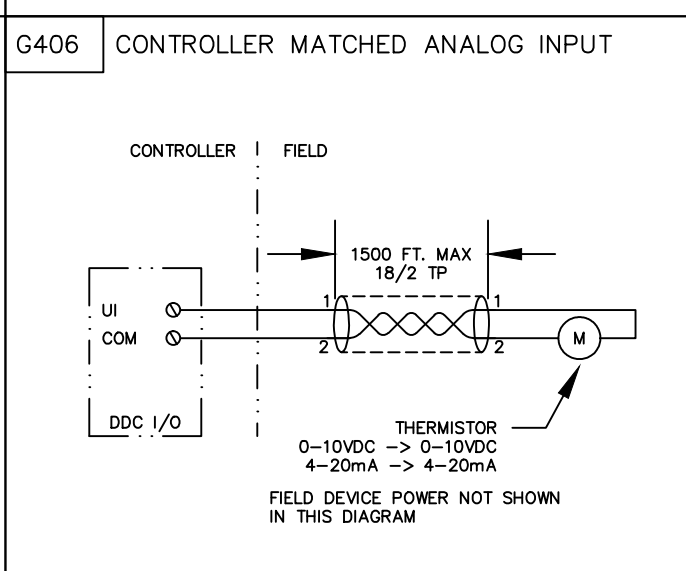 G406 CONTROLLER MATCHED ANALOG INPUT
CONTROLLER FIELD
1500 FT. MAX
18/2 TP
1 1
UI
COM
2 2
M
DDC I/O
THERMISTOR
0-10VDC -> 0-10VDC
4-20mA -> 4-20mA
FIELD DEVICE POWER NOT SHOWN
IN THIS DIAGRAM